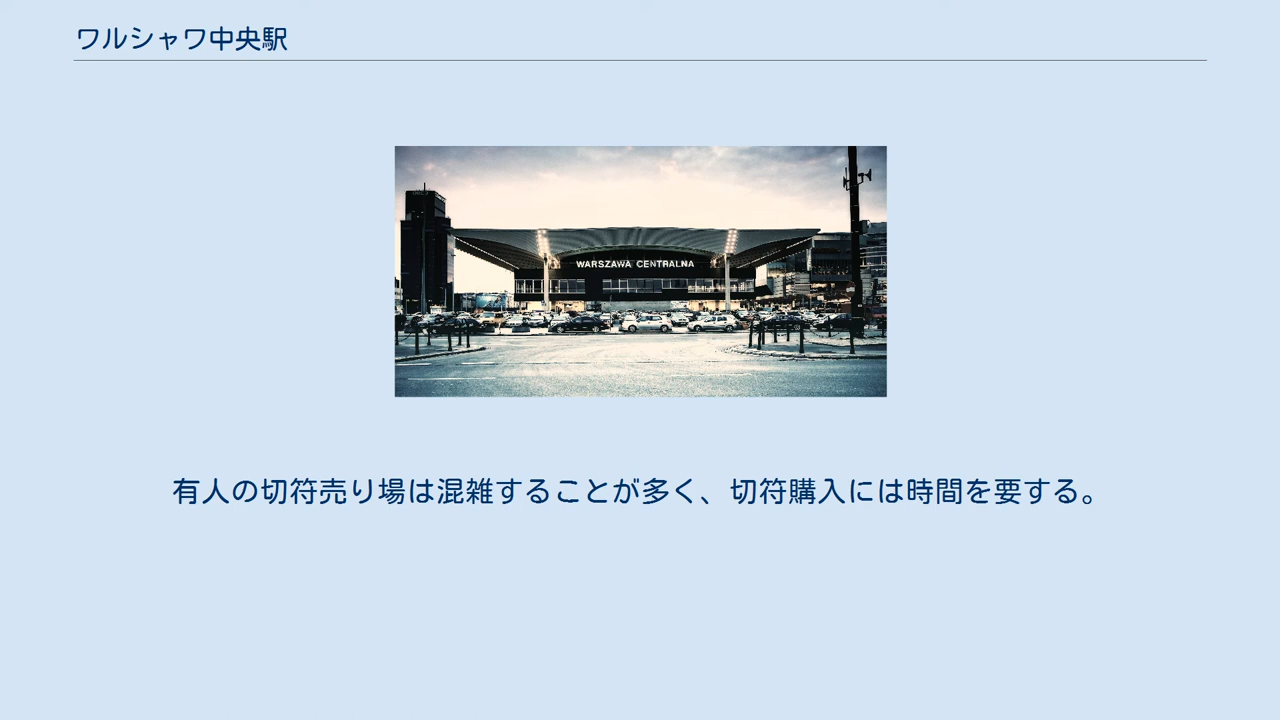 ワルシャワ中央駅
WARSZAWA CENTRALNA
有人の切符売り場は混雑することが多く、切符購入には時間を要する。